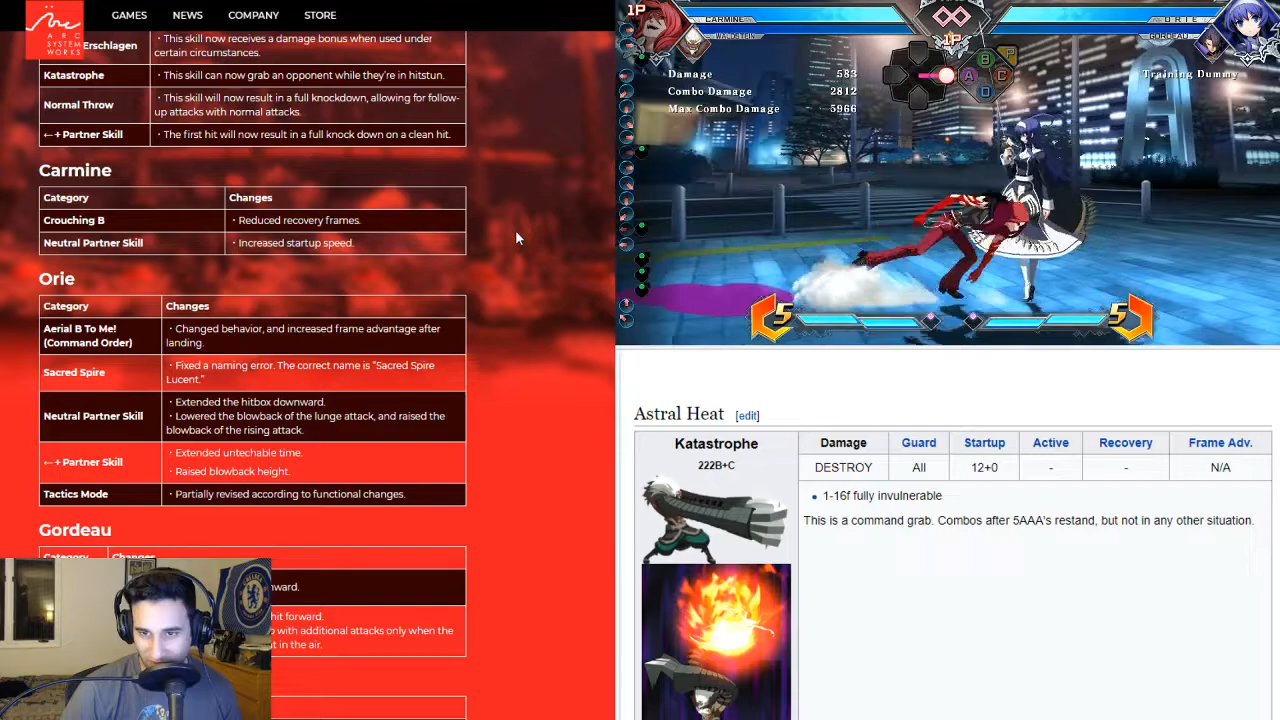 ARC
SYSTEM
WORKS
GAMES
NEWS
COMPANY
STORE
Erschlagen
・This skill now receives a damage bonus when used under
certain circumstances.
Katastrophe
・This skill can now grab an opponent while they're in hitstun.
Normal Throw
・This skill will now result in a full knockdown, allowing for follow-
up attacks with normal attacks.
←+Partner Skill
・The first hit will now result in a full knock down on a clean hit.
Carmine
Category
Changes
Crouching B
・Reduced recovery frames.
Neutral Partner Skill
・Increased startup speed.
Orie
Category
Changes
Aerial B To Me!
(Command Order)
・Changed behavior, and increased frame advantage after
landing.
Sacred Spire
・Fixed a naming error. The correct name is "Sacred Spire
Lucent."
Neutral Partner Skill
・Extended the hitbox downward.
・Lowered the blowback of the lunge attack, and raised the
blowback of the rising attack.
←+Partner Skill
・Extended untechable time.
・Raised blowback height.
Tactics Mode
・Partially revised according to functional changes.
Gordeau
Category
Changes
ward.
hit forward.
with additional attacks only when the
t in the air.
CHELSEA
1P
CARMINE
WALDSTEIN
ORIE
GORDEAU
1P
Damage 583
Combo Damage 2812
Max Combo Damage 5966
Training Dummy
P
B
A
C
D
5
5
Astral Heat [edit]
Katastrophe
222B+C
Damage
Guard
Startup
Active
Recovery
Frame Adv.
DESTROY
All
12+0
-
-
N/A
• 1-16f fully invulnerable
This is a command grab. Combos after 5AAA's restand, but not in any other situation.